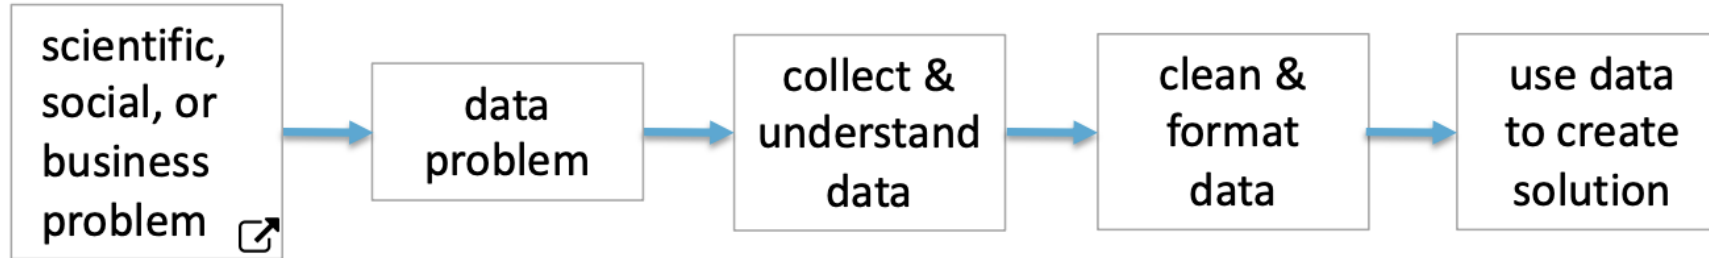 scientific,
social, or
business
problem
data
problem
collect &
understand
data
clean &
format
data
use data
to create
solution